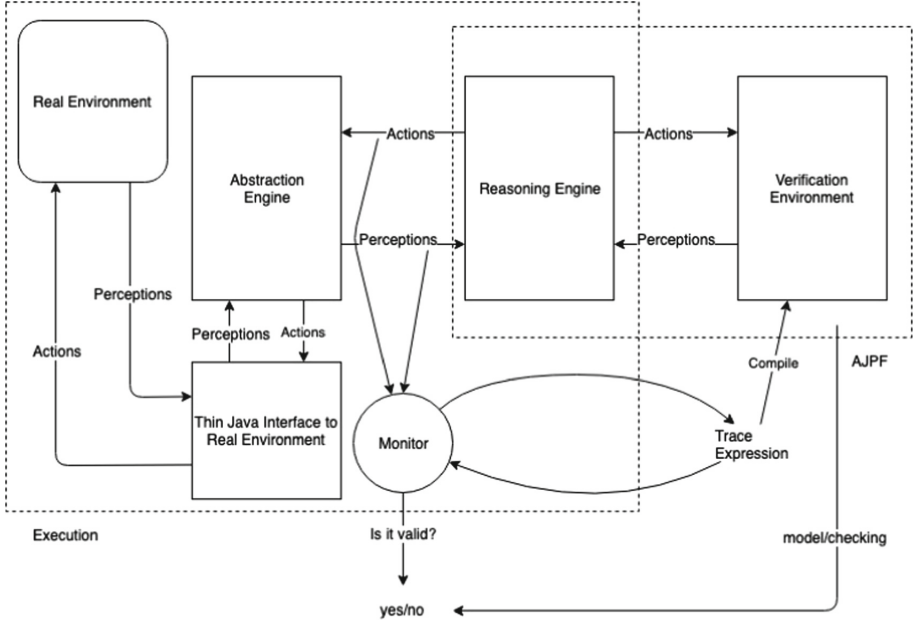 Real Environment
Abstraction
Engine
Actions
Reasoning Engine
Actions
Verification
Environment
Perceptions
Perceptions
Perceptions
Perceptions
Actions
Actions
Compile
AJPF
Thin Java Interface to
Real Environment
Monitor
Trace
Expression
Execution
Is it valid?
model/checking
yes/no